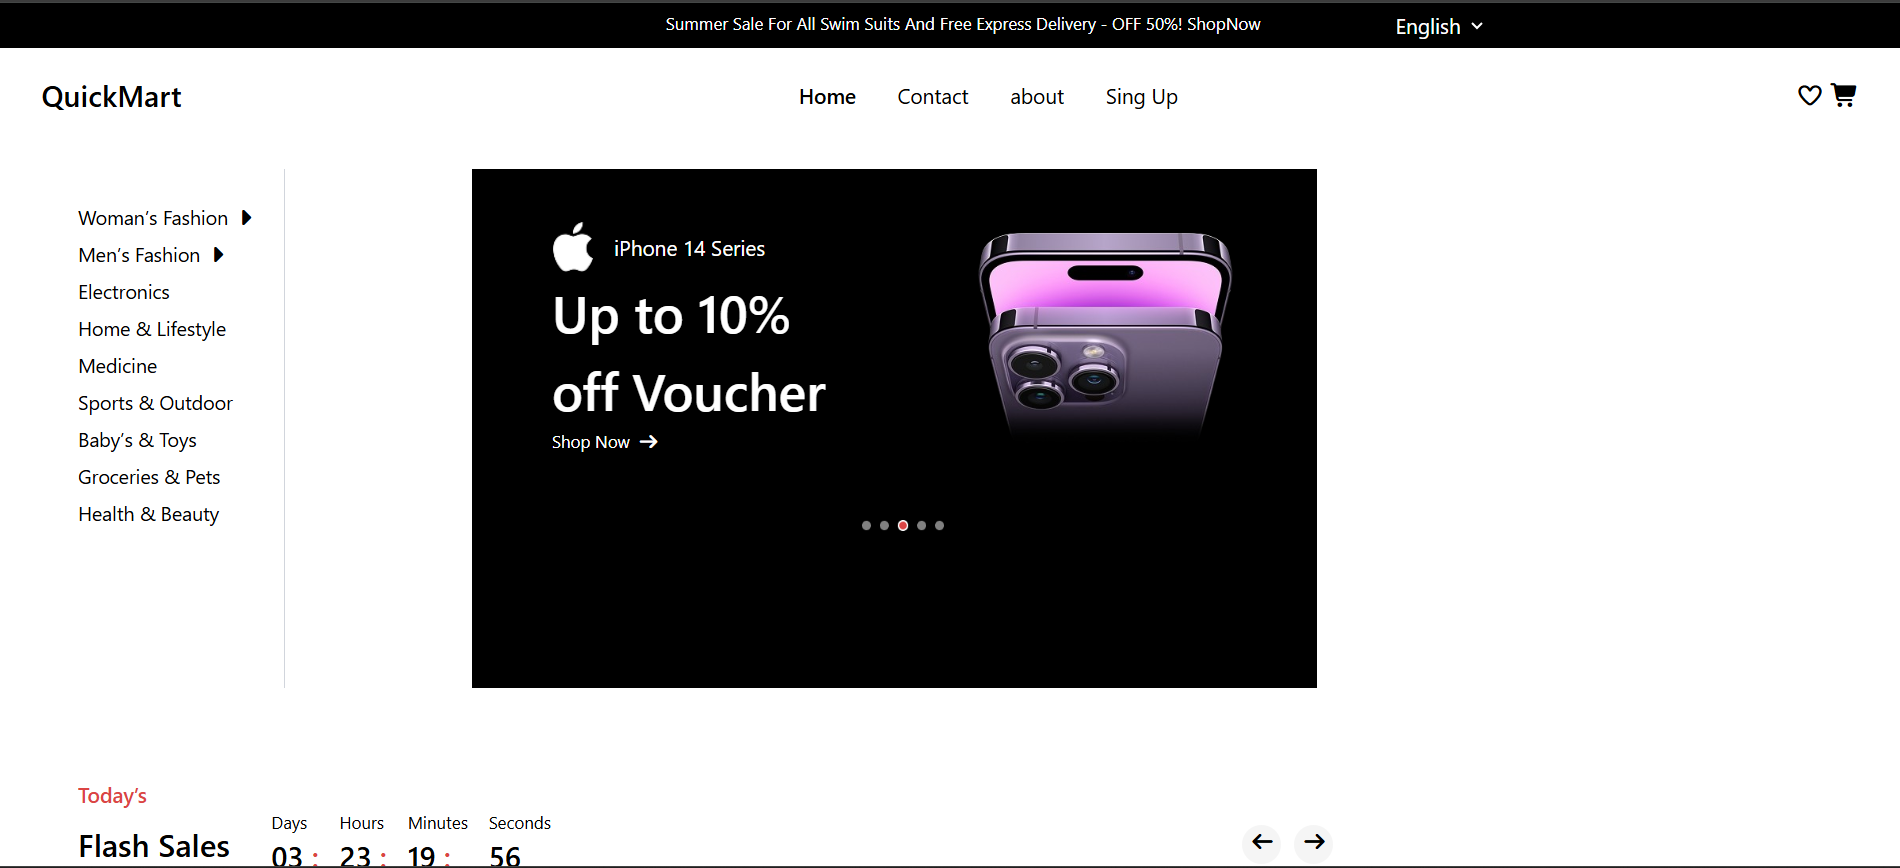 Summer Sale For All Swim Suits And Free Express Delivery - OFF 50%! ShopNow
English
QuickMart
Home
Contact
about
Sing Up
Woman’s Fashion
Men’s Fashion
Electronics
Home & Lifestyle
Medicine
Sports & Outdoor
Baby’s & Toys
Groceries & Pets
Health & Beauty
iPhone 14 Series
Up to 10%
off Voucher
Shop Now
Today’s
Flash Sales
Days Hours Minutes Seconds
03 : 23 : 19 : 56